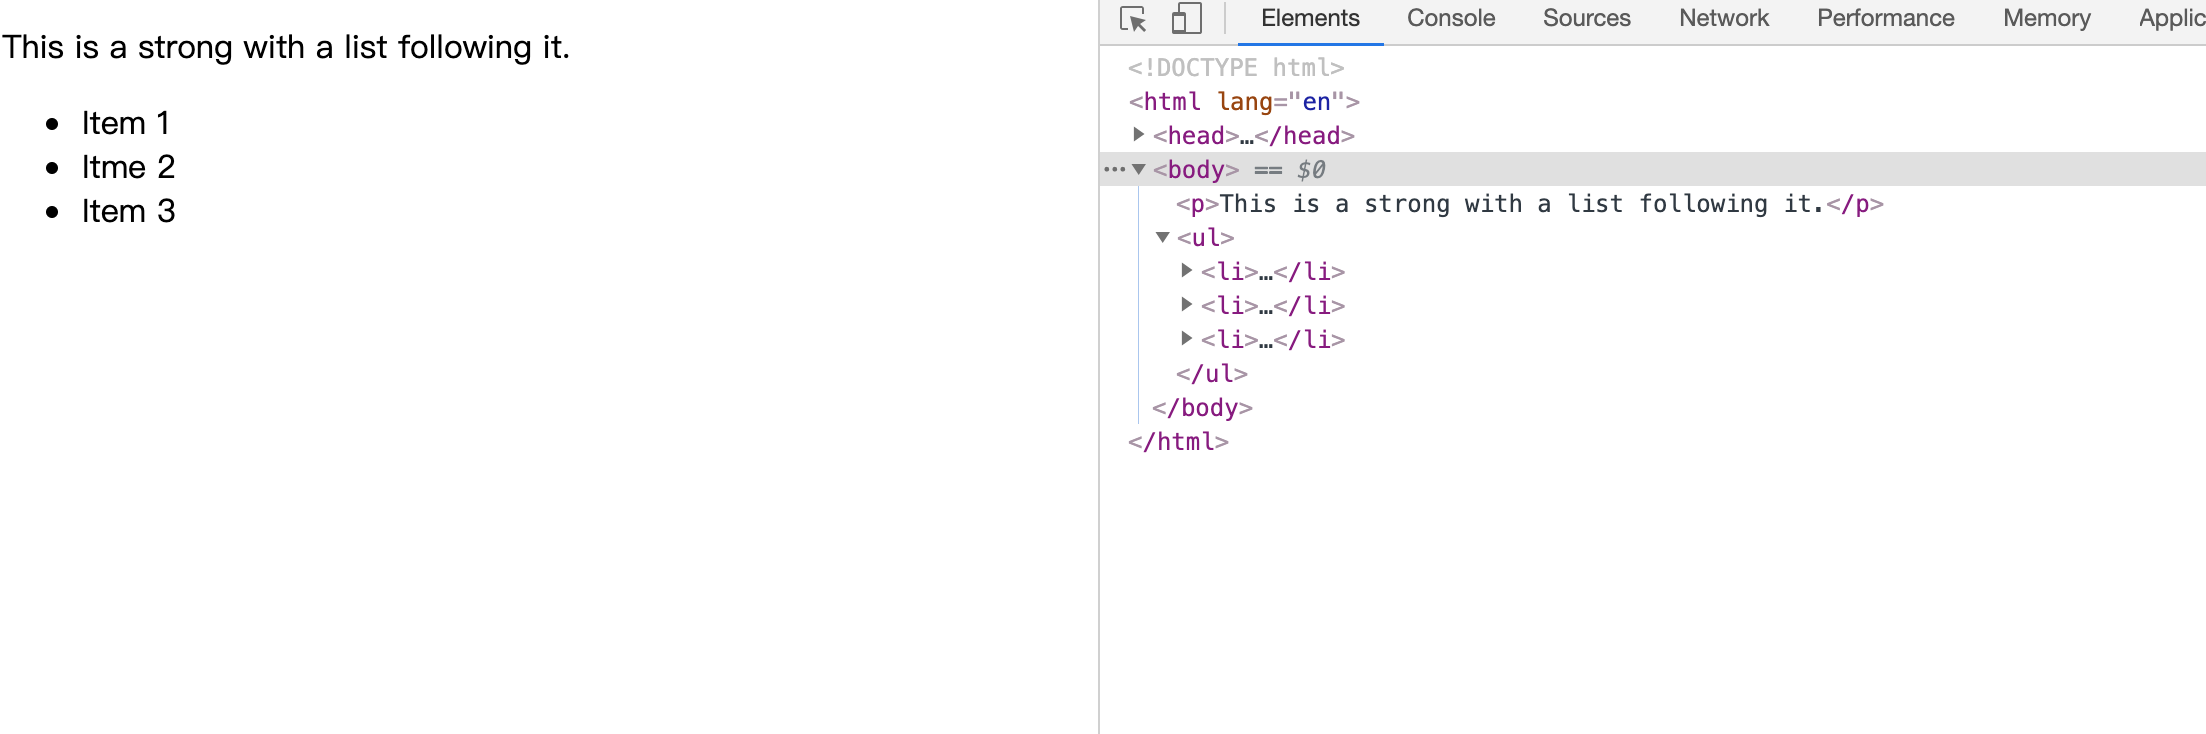 This is a strong with a list following it.
Item 1
Itme 2
Item 3
Elements Console Sources Network Performance Memory Applic
<!DOCTYPE html>
<html lang="en">
<head>…</head>
<body> == $0
<p>This is a strong with a list following it.</p>
<ul>
<li>…</li>
<li>…</li>
<li>…</li>
</ul>
</body>
</html>